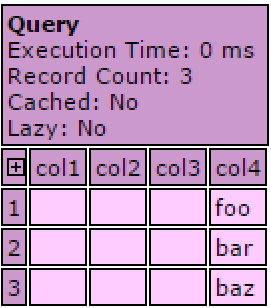 Query
Execution Time: 0 ms
Record Count: 3
Cached: No
Lazy: No
col1 col2 col3 col4
1 foo
2 bar
3 baz